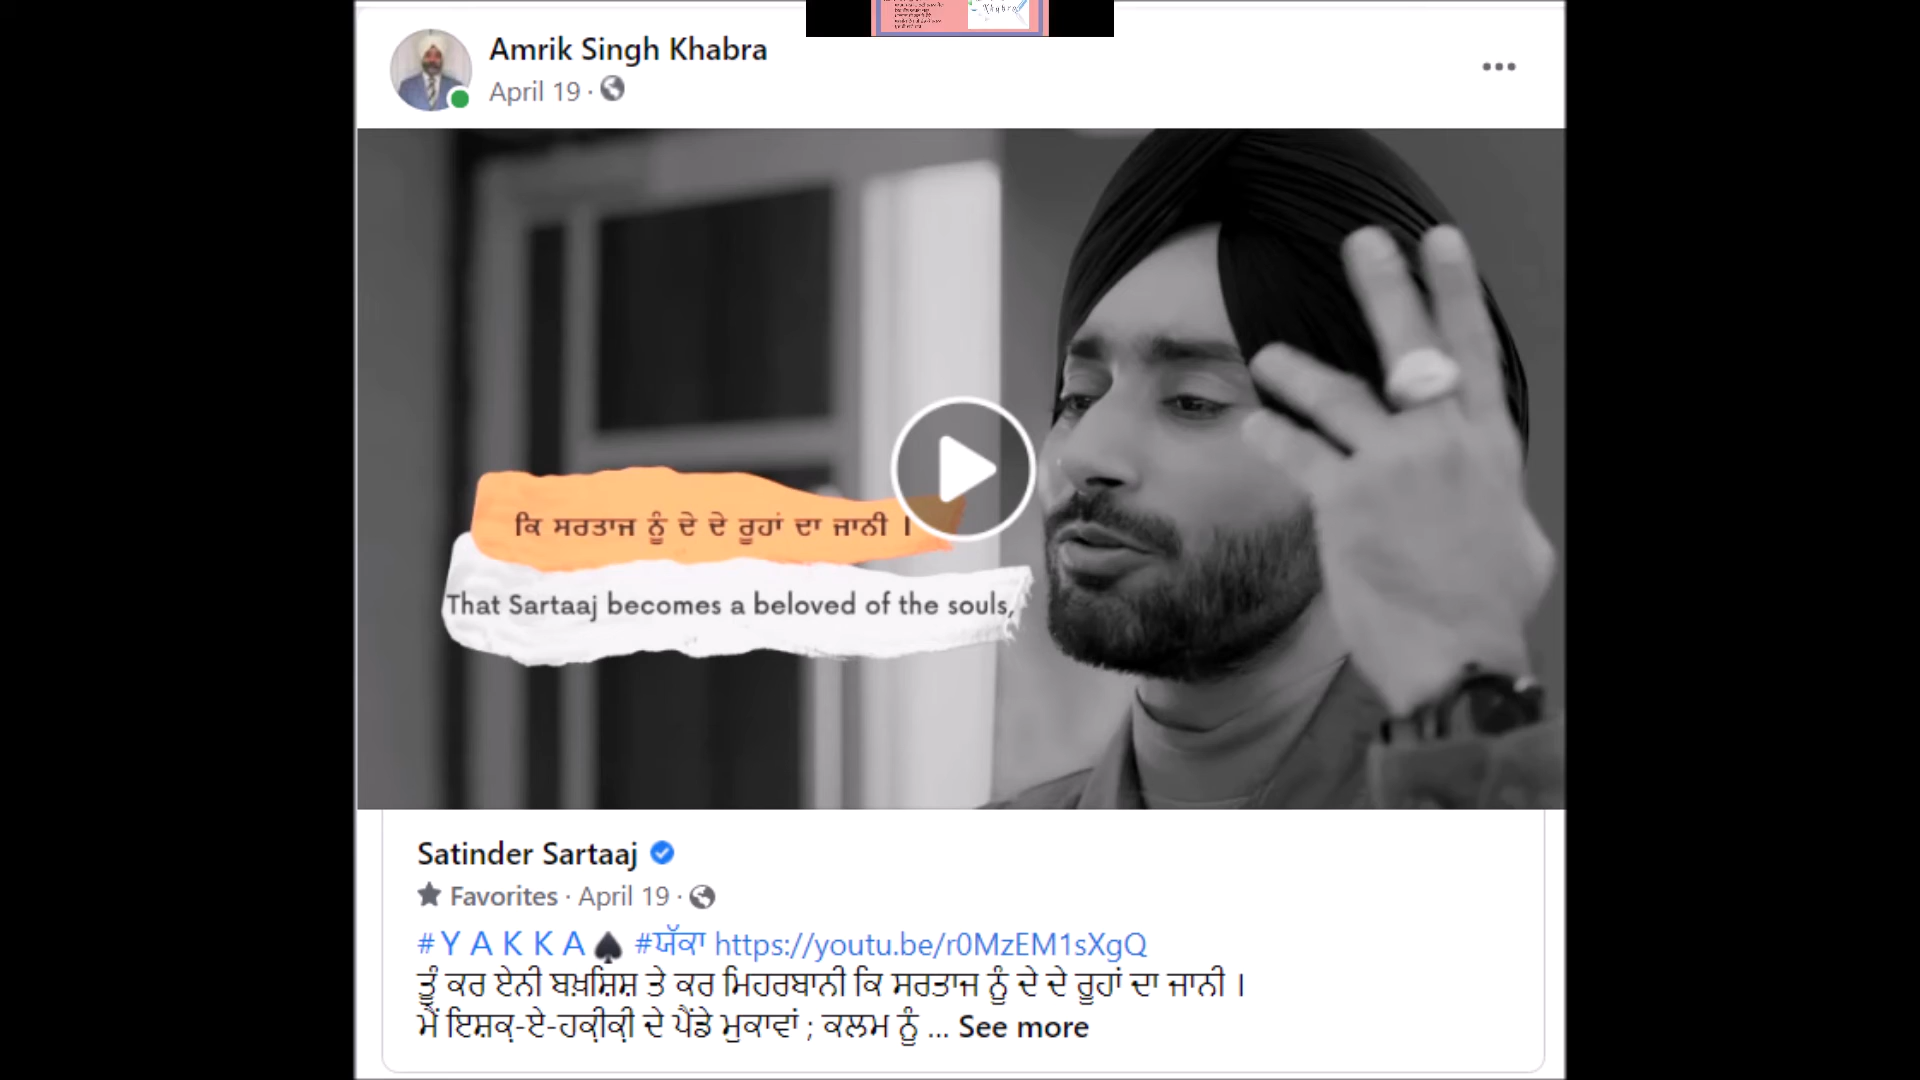 Khabra
Amrik Singh Khabra
April 19 ·
ਕਿ ਸਰਤਾਜ ਨੂੰ ਦੇ ਦੇ ਰੂਹਾਂ ਦਾ ਜਾਨੀ ।
That Sartaaj becomes a beloved of the souls,
Satinder Sartaaj
Favorites · April 19 ·
#Y A K K A♠ #ਯੱਕਾ https://youtu.be/r0MzEM1sXgQ
ਤੂੰ ਕਰ ਏਨੀ ਬਖ਼ਸ਼ਿਸ਼ ਤੇ ਕਰ ਮਿਹਰਬਾਨੀ ਕਿ ਸਰਤਾਜ ਨੂੰ ਦੇ ਦੇ ਰੂਹਾਂ ਦਾ ਜਾਨੀ ।
ਮੈਂ ਇਸ਼ਕ਼-ਏ-ਹਕੀ਼ਕੀ਼ ਦੇ ਪੈਂਡੇ ਮੁਕਾਵਾਂ ; ਕਲਮ ਨੂੰ ... See more